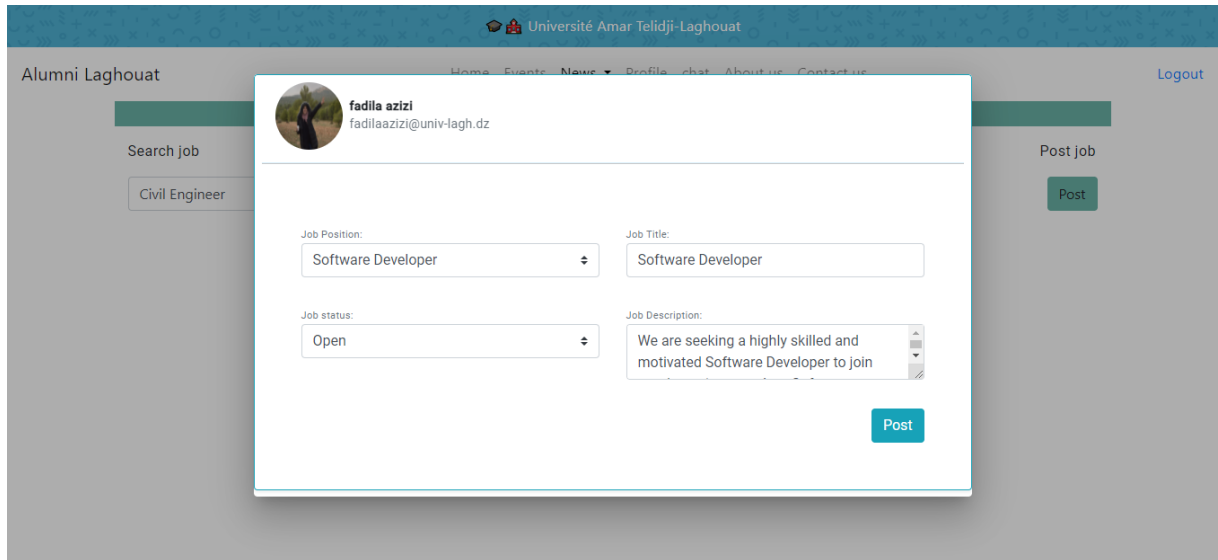 Université Amar Telidji-Laghouat
Alumni Laghouat
Home Events News Profile chat About us Contact us
Logout
fadila azizi
fadilaazizi@univ-lagh.dz
Search job
Post job
Civil Engineer
Post
Job Position:
Job Title:
Software Developer
Software Developer
Job status:
Job Description:
Open
We are seeking a highly skilled and
motivated Software Developer to join
Post